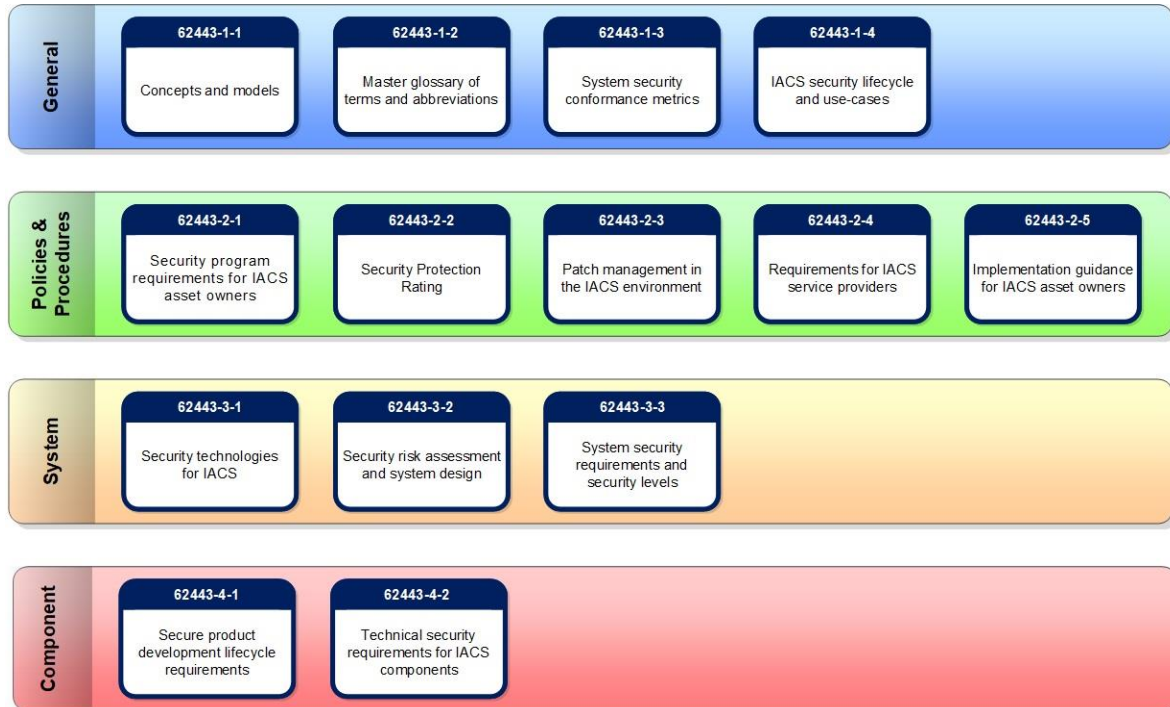 General
62443-1-1
Concepts and models
62443-1-2
Master glossary of
terms and abbreviations
62443-1-3
System security
conformance metrics
62443-1-4
IACS security lifecycle
and use-cases
Policies &
Procedures
62443-2-1
Security program
requirements for IACS
asset owners
62443-2-2
Security Protection
Rating
62443-2-3
Patch management in
the IACS environment
62443-2-4
Requirements for IACS
service providers
62443-2-5
Implementation guidance
for IACS asset owners
System
62443-3-1
Security technologies
for IACS
62443-3-2
Security risk assessment
and system design
62443-3-3
System security
requirements and
security levels
Component
62443-4-1
Secure product
development lifecycle
requirements
62443-4-2
Technical security
requirements for IACS
components